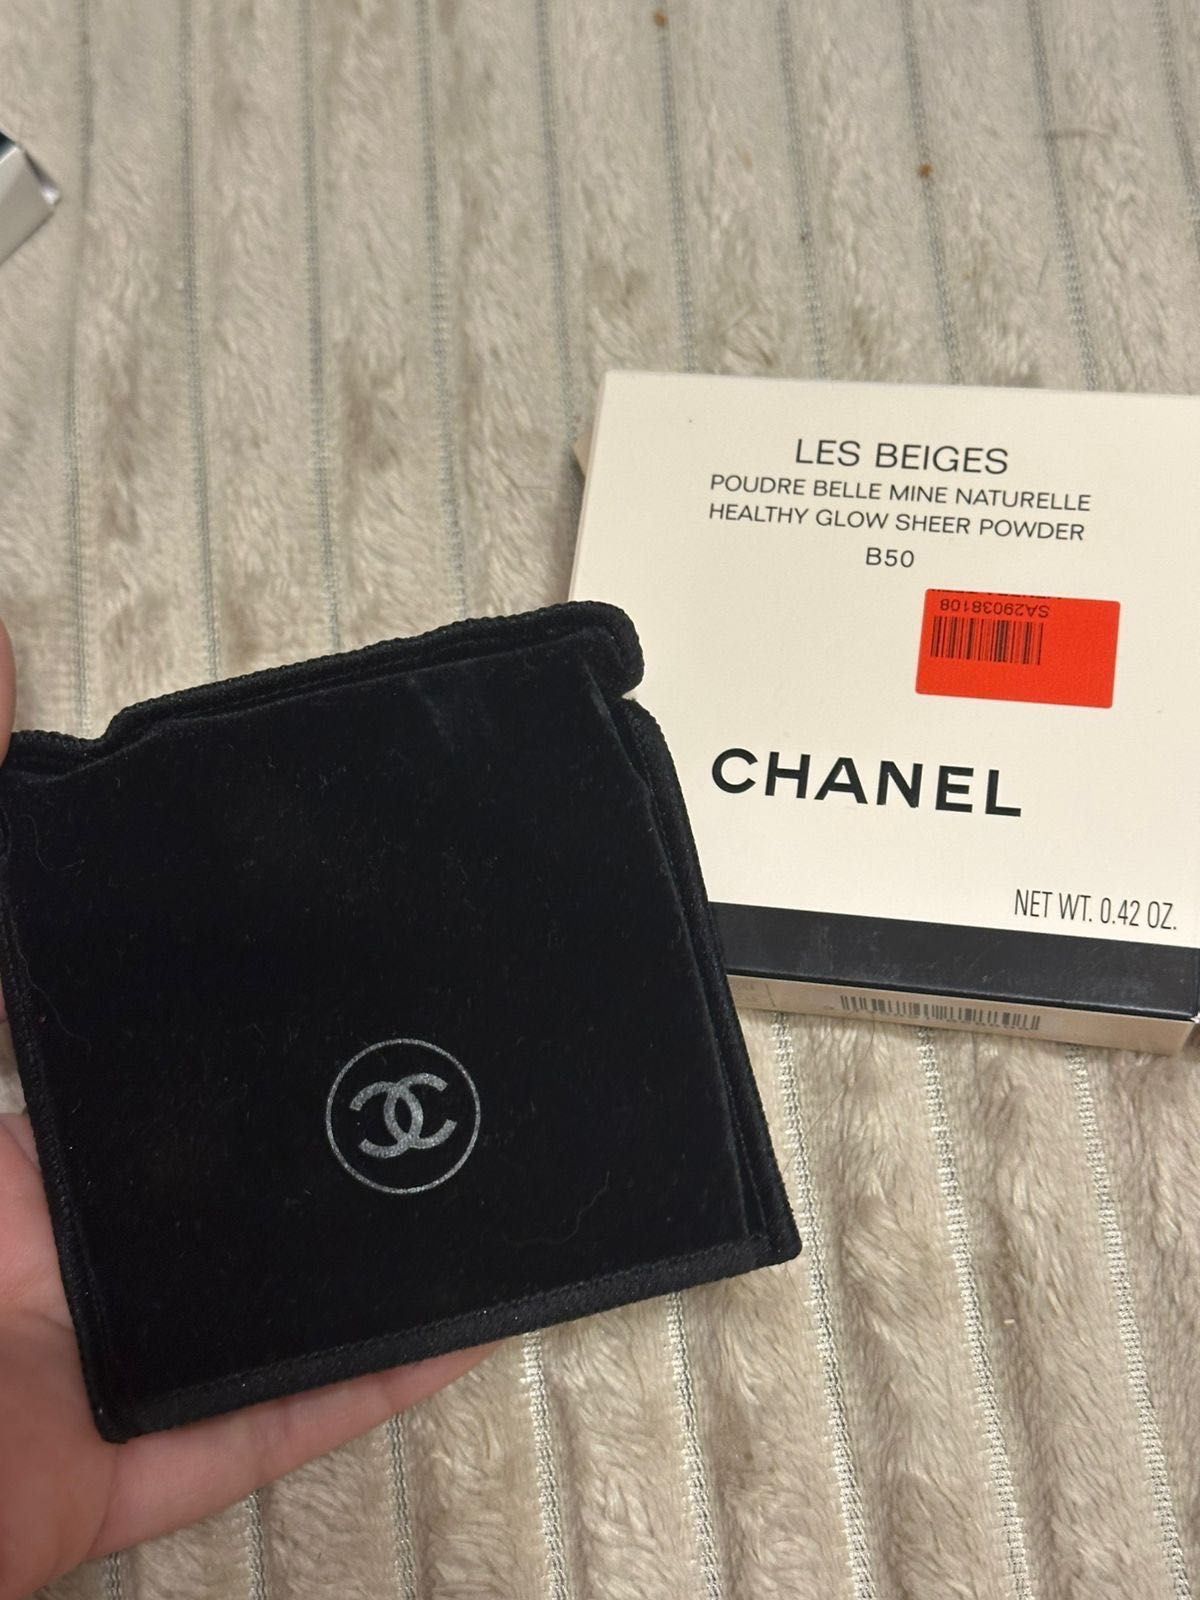 LES BEIGES
POUDRE BELLE MINE NATURELLE
HEALTHY GLOW SHEER POWDER
B50
SA29038108
CHANEL
NET WT. 0.42 OZ.